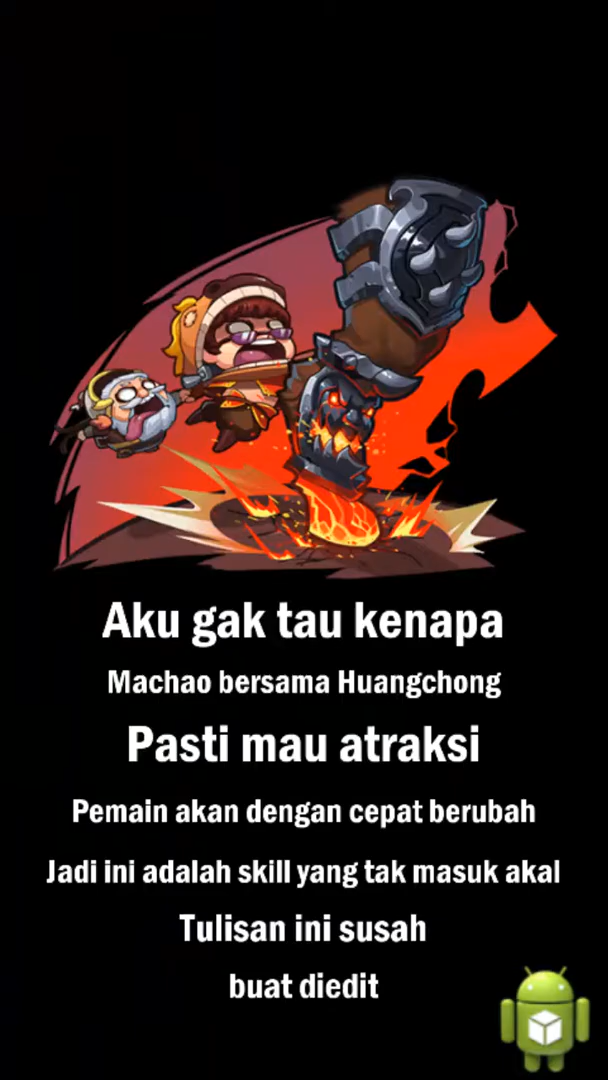 Aku gak tau kenapa
Machao bersama Huangchong
Pasti mau atraksi
Pemain akan dengan cepat berubah
Jadi ini adalah skill yang tak masuk akal
Tulisan ini susah
buat diedit